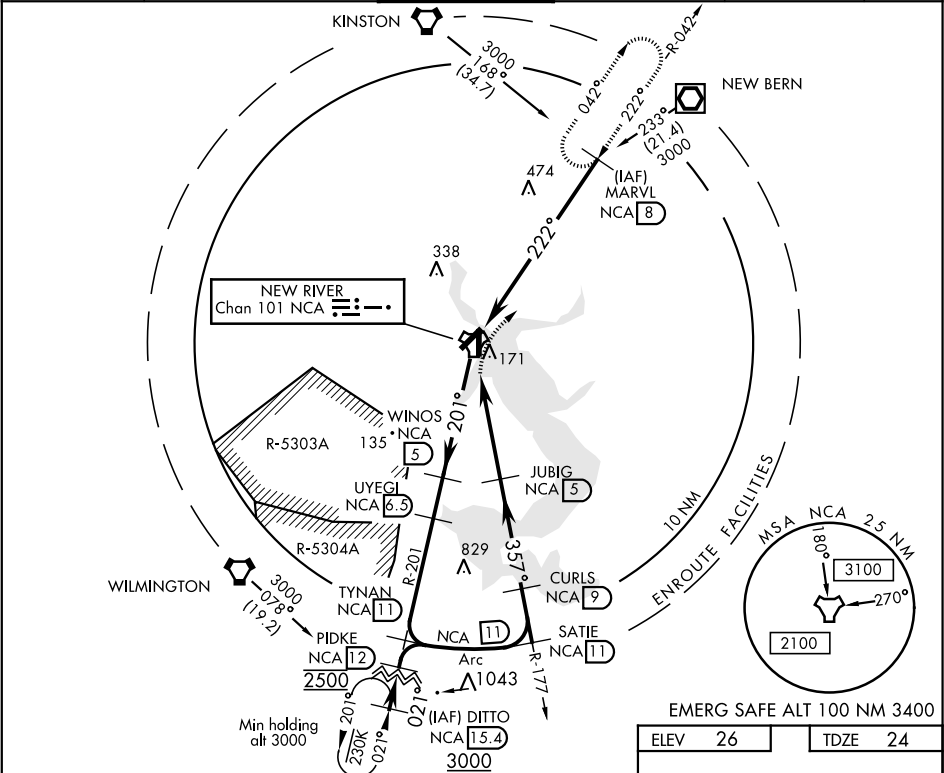 KINSTON
3000
168°
(34.7)
R-042
042°
222°
NEW BERN
233°
(21.4)
3000
474
(IAF)
MARVL
NCA 8
222°
338
NEW RIVER
Chan 101 NCA
171
201°
WINOS
NCA
5
135
R-5303A
UYEGI
NCA 6.5
JUBIG
NCA 5
10 NM
ENROUTE FACILITIES
R-5304A
R-201
829
357°
WILMINGTON
3000
078°
(19.2)
TYNAN
NCA 11
CURLS
NCA 9
PIDKE
NCA 12
2500
NCA 11
Arc
SATIE
NCA 11
R-177
1043
021°
(IAF) DITTO
NCA 15.4
3000
Min holding
alt 3000
201°
230K
021°
MSA NCA 25 NM
180°
3100
270°
2100
EMERG SAFE ALT 100 NM 3400
ELEV 26
TDZE 24